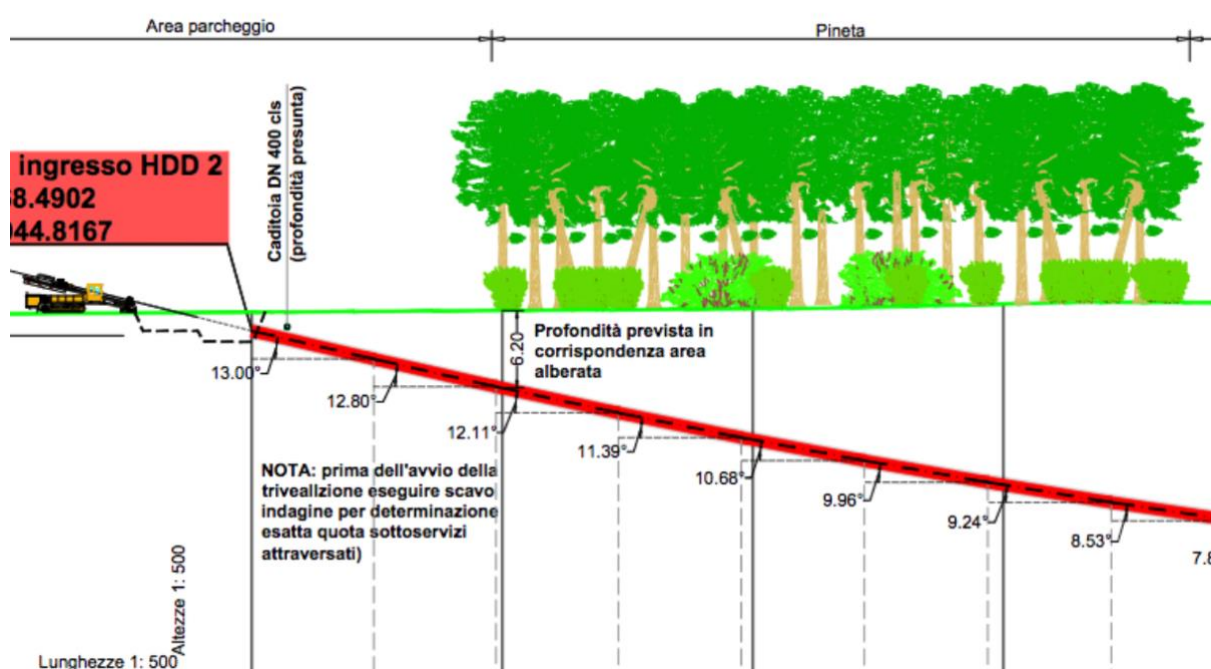 Area parcheggio
Pineta
Caditoia DN 400 cls
(profondità presunta)
ingresso HDD 2
8.4902
044.8167
6.20
Profondità prevista in
corrispondenza area
alberata
13.00°
12.80°
12.11°
11.39°
10.68°
9.96°
9.24°
8.53°
7.8
NOTA: prima dell'avvio della
triveallzione eseguire scavo
indagine per determinazione
esatta quota sottoservizi
attraversati)
Altezze 1: 500
Lunghezze 1: 500